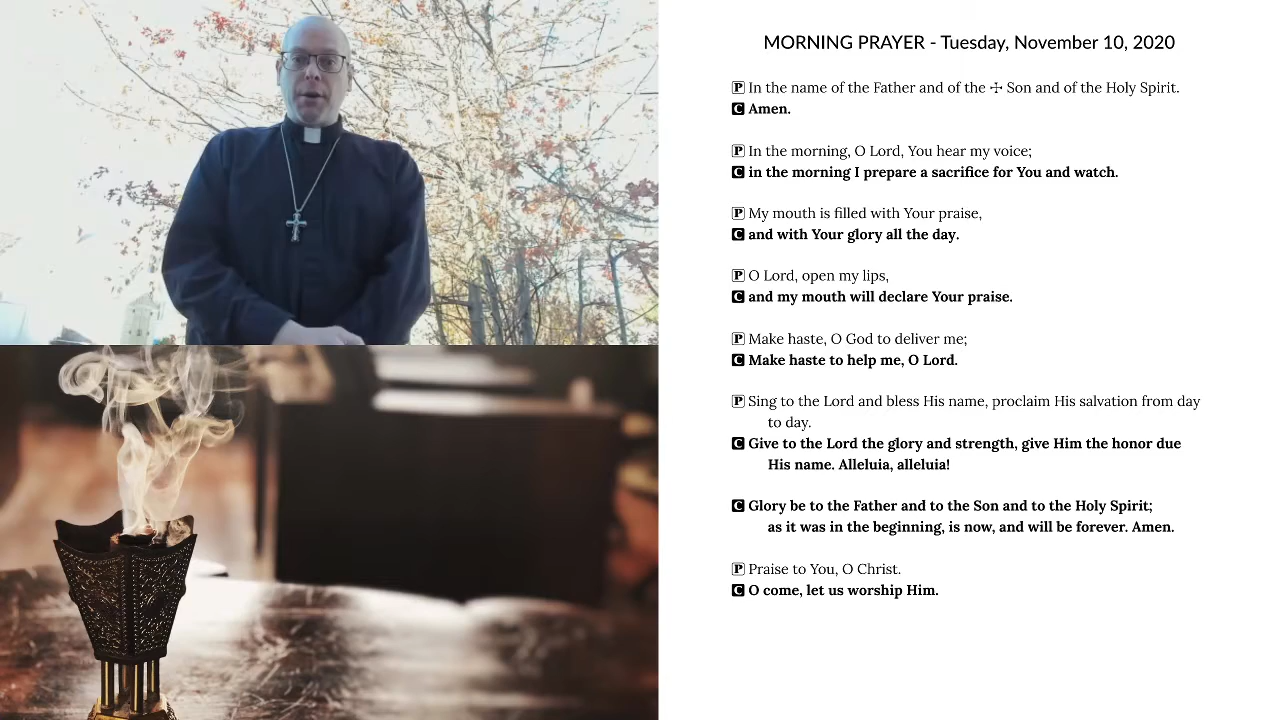 MORNING PRAYER - Tuesday, November 10, 2020
P In the name of the Father and of the ☩ Son and of the Holy Spirit.
C Amen.
P In the morning, O Lord, You hear my voice;
C in the morning I prepare a sacrifice for You and watch.
P My mouth is filled with Your praise,
C and with Your glory all the day.
P O Lord, open my lips,
C and my mouth will declare Your praise.
P Make haste, O God to deliver me;
C Make haste to help me, O Lord.
P Sing to the Lord and bless His name, proclaim His salvation from day
to day.
C Give to the Lord the glory and strength, give Him the honor due
His name. Alleluia, alleluia!
C Glory be to the Father and to the Son and to the Holy Spirit;
as it was in the beginning, is now, and will be forever. Amen.
P Praise to You, O Christ.
C O come, let us worship Him.